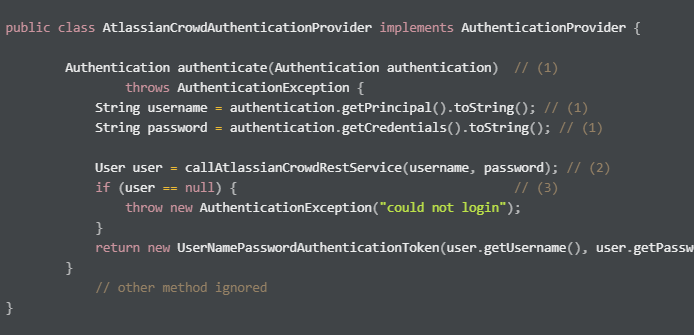 public class AtlassianCrowdAuthenticationProvider implements AuthenticationProvider {
Authentication authenticate(Authentication authentication) // (1)
throws AuthenticationException {
String username = authentication.getPrincipal().toString(); // (1)
String password = authentication.getCredentials().toString(); // (1)
User user = callAtlassianCrowdRestService(username, password); // (2)
if (user == null) { // (3)
throw new AuthenticationException("could not login");
}
return new UserNamePasswordAuthenticationToken(user.getUsername(), user.getPassw
}
// other method ignored
}